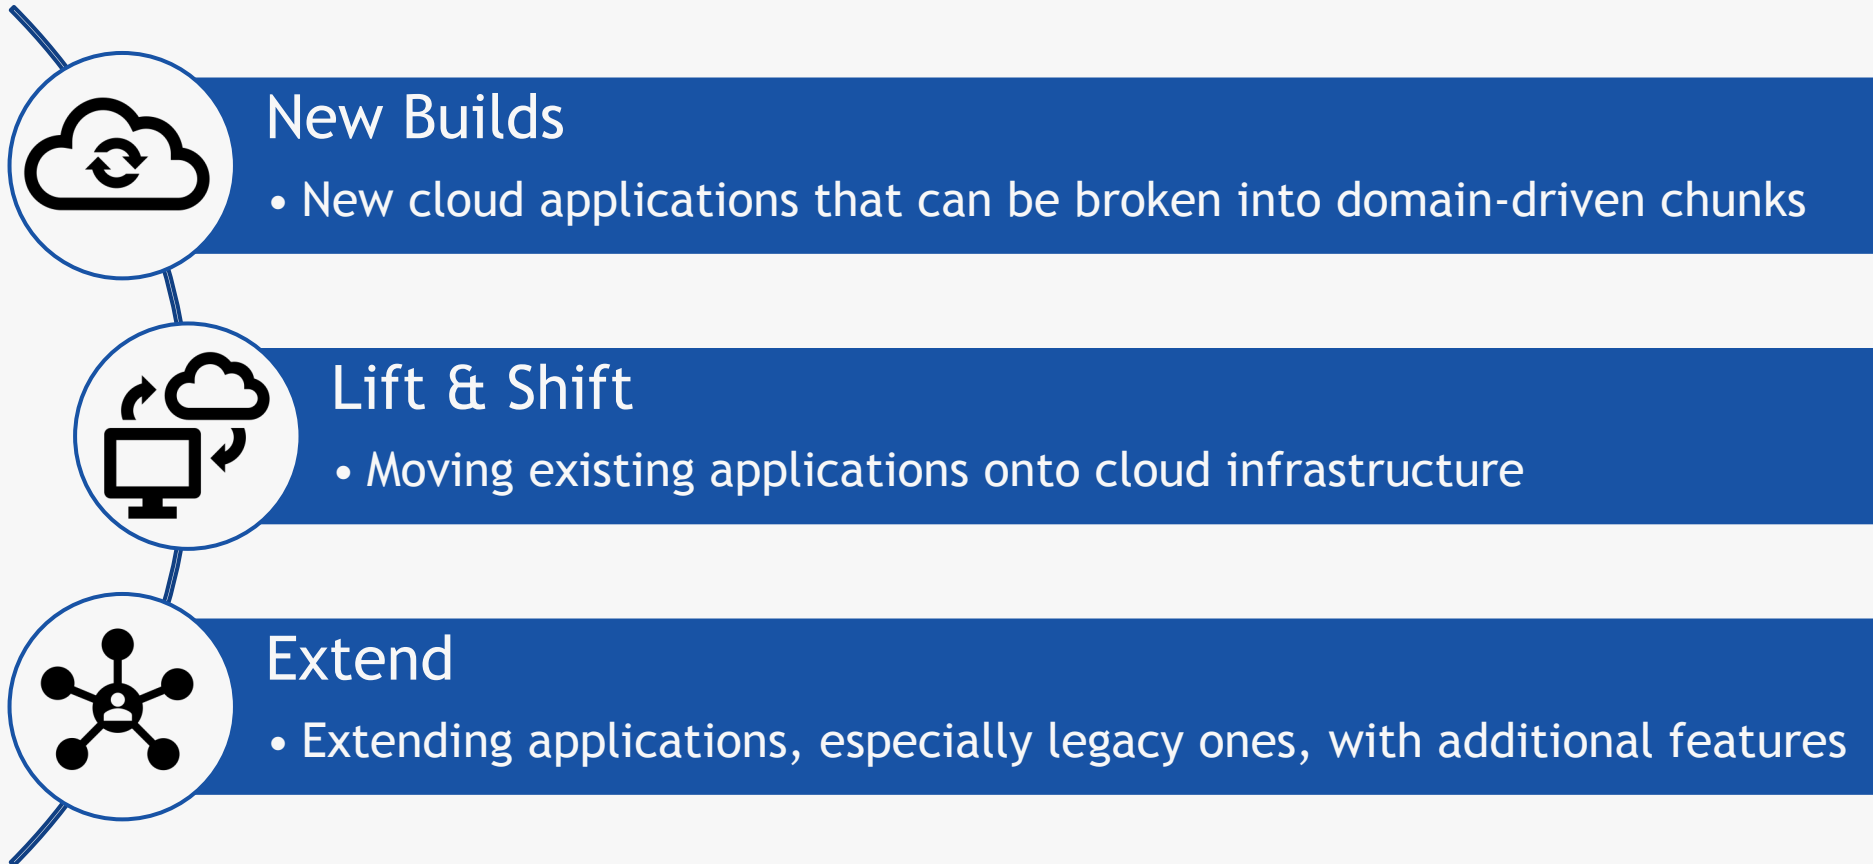 New Builds
• New cloud applications that can be broken into domain-driven chunks
Lift & Shift
• Moving existing applications onto cloud infrastructure
Extend
• Extending applications, especially legacy ones, with additional features